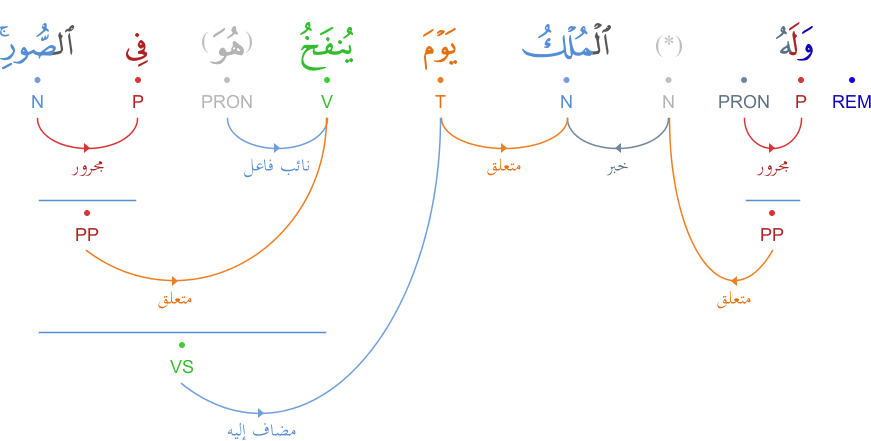 وَلَهُ (*) ٱلْمُلْكُ يَوْمَ يُنفَخُ (هُوَ) فِى ٱلصُّورِ ۚ
REM P PRON N N T V PRON P N
مجرور خبر متعلق نائب فاعل مجرور
PP PP
متعلق متعلق
VS
مضاف إليه